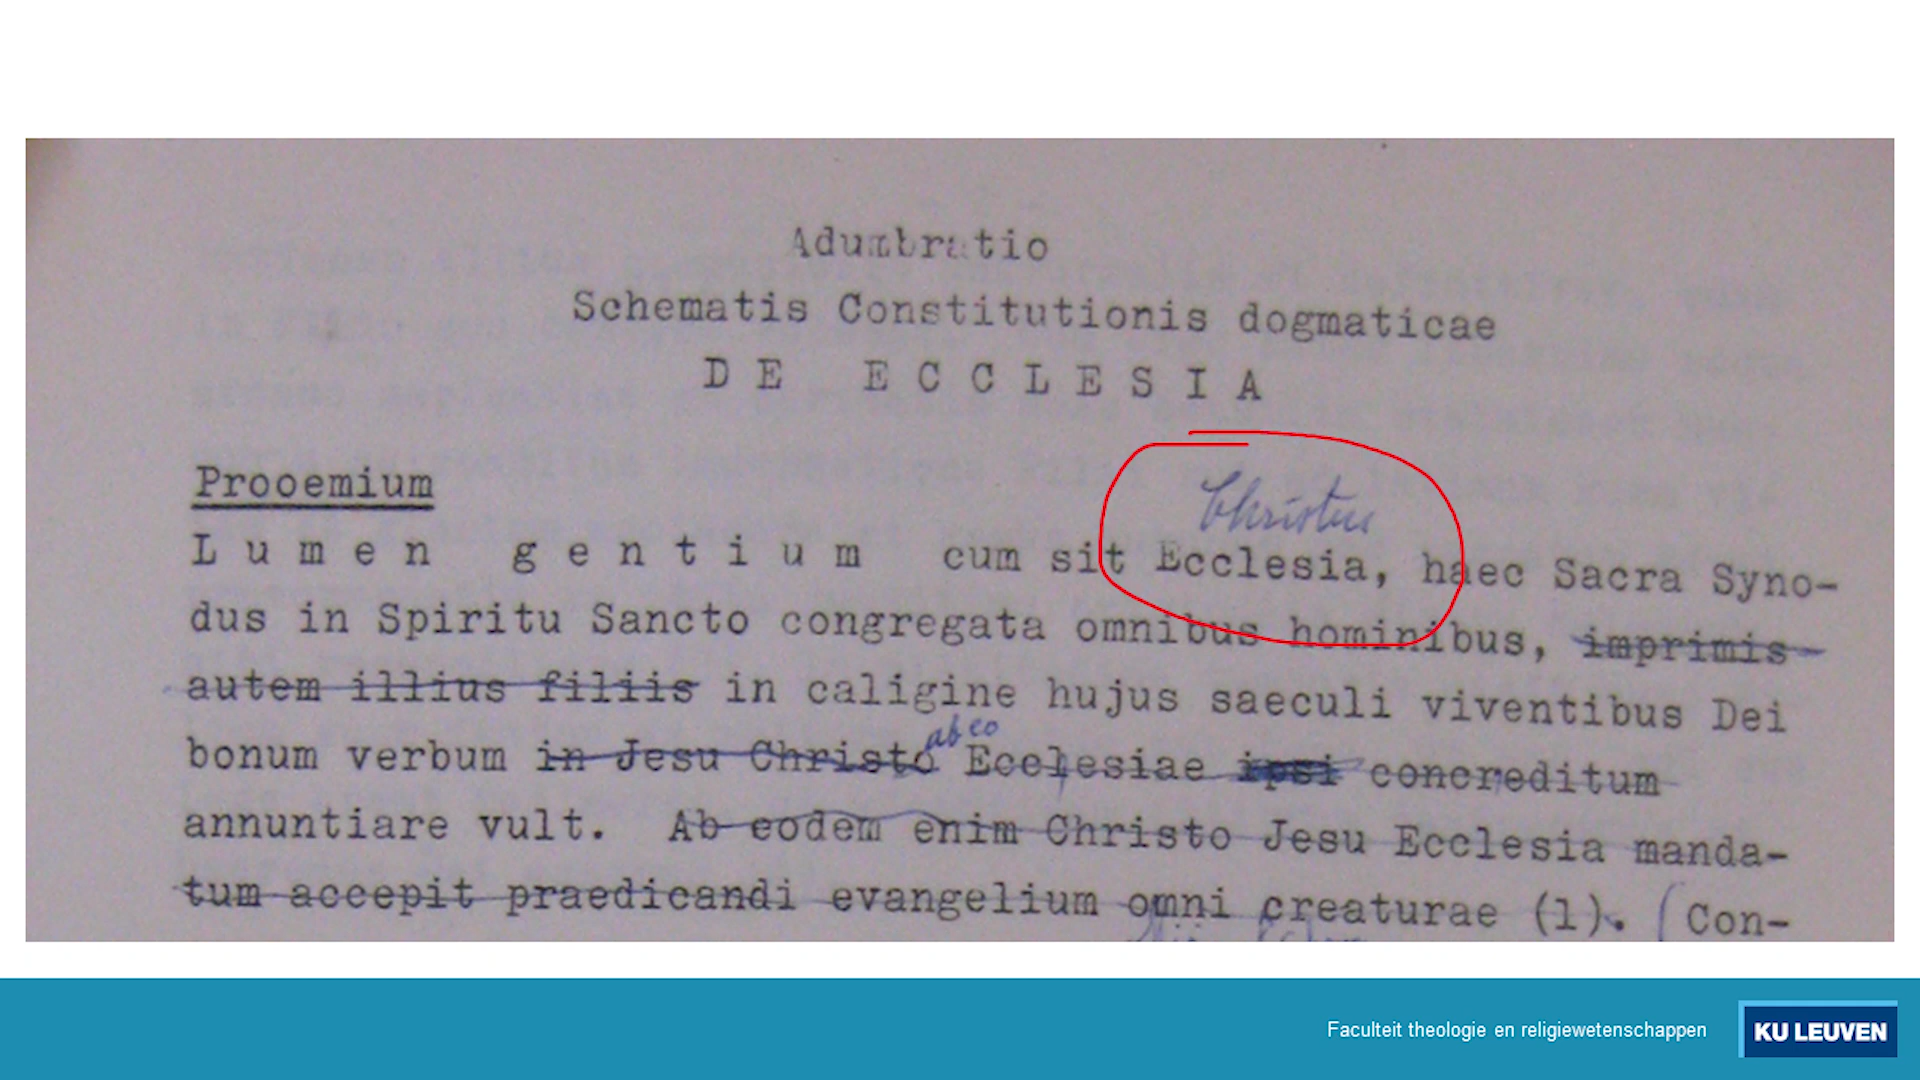 Adumbratio
Schematis Constitutionis dogmaticae
DE ECCLESIA
Prooemium
Christus
Lumen gentium cum sit Ecclesia, haec Sacra Syno-
dus in Spiritu Sancto congregata omnibus hominibus, imprimis
autem illius filiis in caligine hujus saeculi viventibus Dei
ab eo
bonum verbum in Jesu Christo Ecclesiae ipsi concreditum
annuntiare vult. Ab eodem enim Christo Jesu Ecclesia manda-
tum accepit praedicandi evangelium omni creaturae (1). (Con-
Faculteit theologie en religiewetenschappen
KU LEUVEN